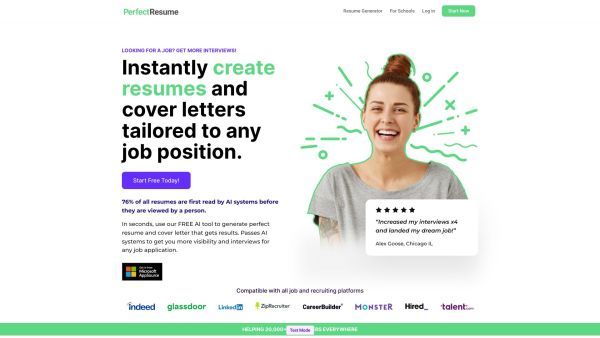 PerfectResume
Resume Generator
For Schools
Log in
Start Now
LOOKING FOR A JOB? GET MORE INTERVIEWS!
Instantly create
resumes and
cover letters
tailored to any
job position.
Start Free Today!
76% of all resumes are first read by AI systems before
they are viewed by a person.
In seconds, use our FREE AI tool to generate perfect
resume and cover letter that gets results. Passes AI
systems to get you more visibility and interviews for
any job application.
Microsoft
AppSource
"Increased my interviews x4
and landed my dream job!"
Alex Goose, Chicago IL
Compatible with all job and recruiting platforms
indeed
glassdoor
LinkedIn
ZipRecruiter
CareerBuilder
MONSTER
Hired_
talent.com
HELPING 20,000+
Test Mode
RS EVERYWHERE